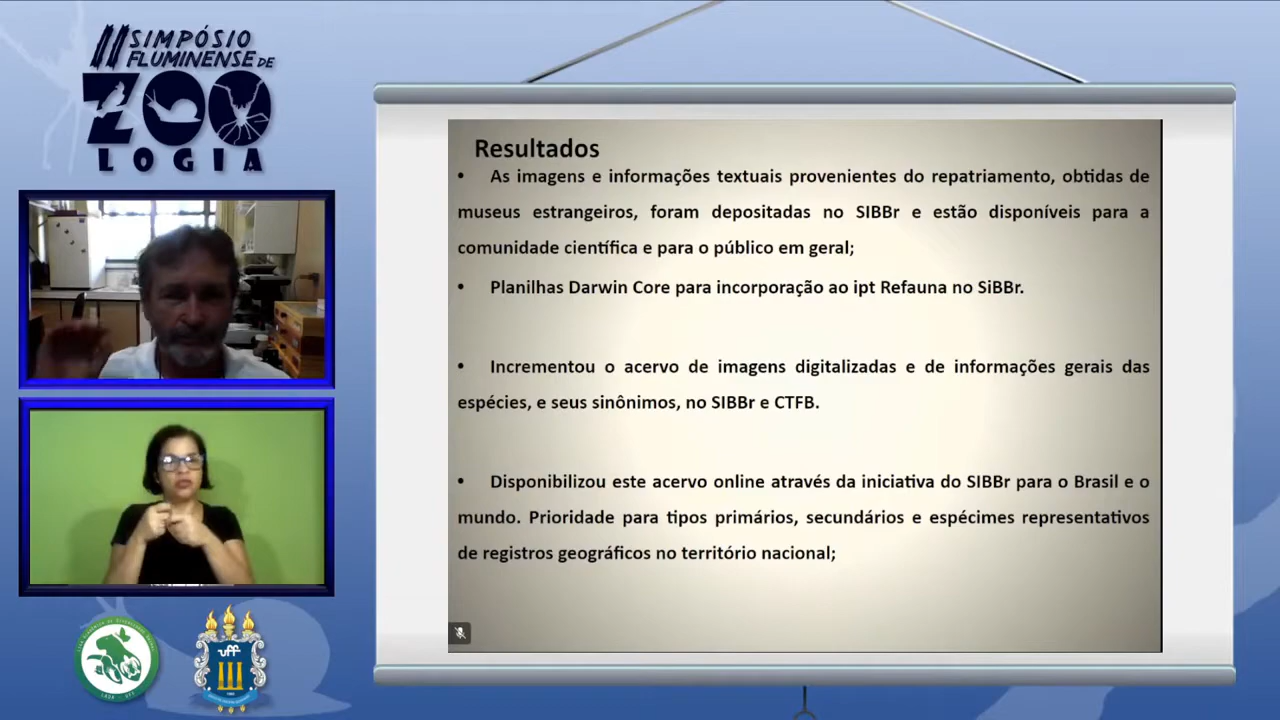 II SIMPÓSIO
FLUMINENSE DE
ZOO
LOGIA
Resultados
• As imagens e informações textuais provenientes do repatriamento, obtidas de
museus estrangeiros, foram depositadas no SIBBr e estão disponíveis para a
comunidade científica e para o público em geral;
• Planilhas Darwin Core para incorporação ao ipt Refauna no SiBBr.
• Incrementou o acervo de imagens digitalizadas e de informações gerais das
espécies, e seus sinônimos, no SIBBr e CTFB.
• Disponibilizou este acervo online através da iniciativa do SIBBr para o Brasil e o
mundo. Prioridade para tipos primários, secundários e espécimes representativos
de registros geográficos no território nacional;
uff